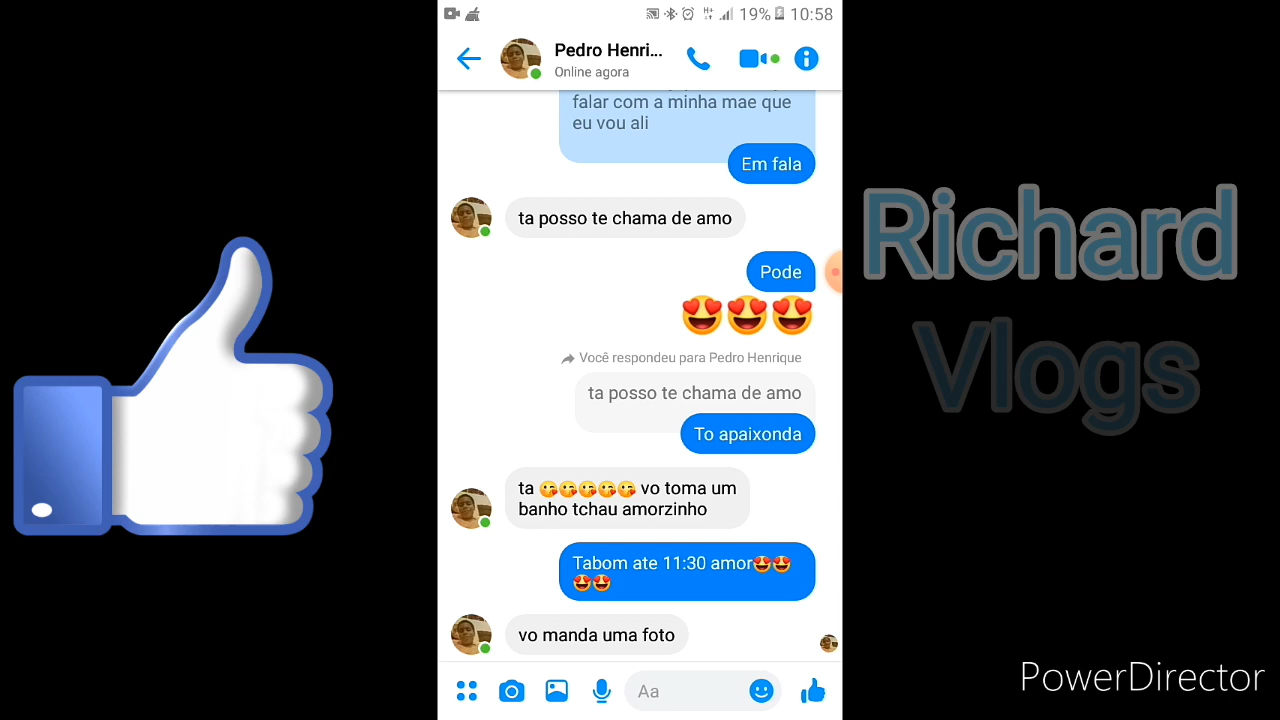 19% 10:58
Pedro Henri...
Online agora
falar com a minha mae que
eu vou ali
Em fala
ta posso te chama de amo
Pode
Você respondeu para Pedro Henrique
ta posso te chama de amo
To apaixonda
ta 😘😘😘😘😘 vo toma um
banho tchau amorzinho
Tabom ate 11:30 amor😍😍
😍😍
vo manda uma foto
Aa
Richard
Vlogs
PowerDirector